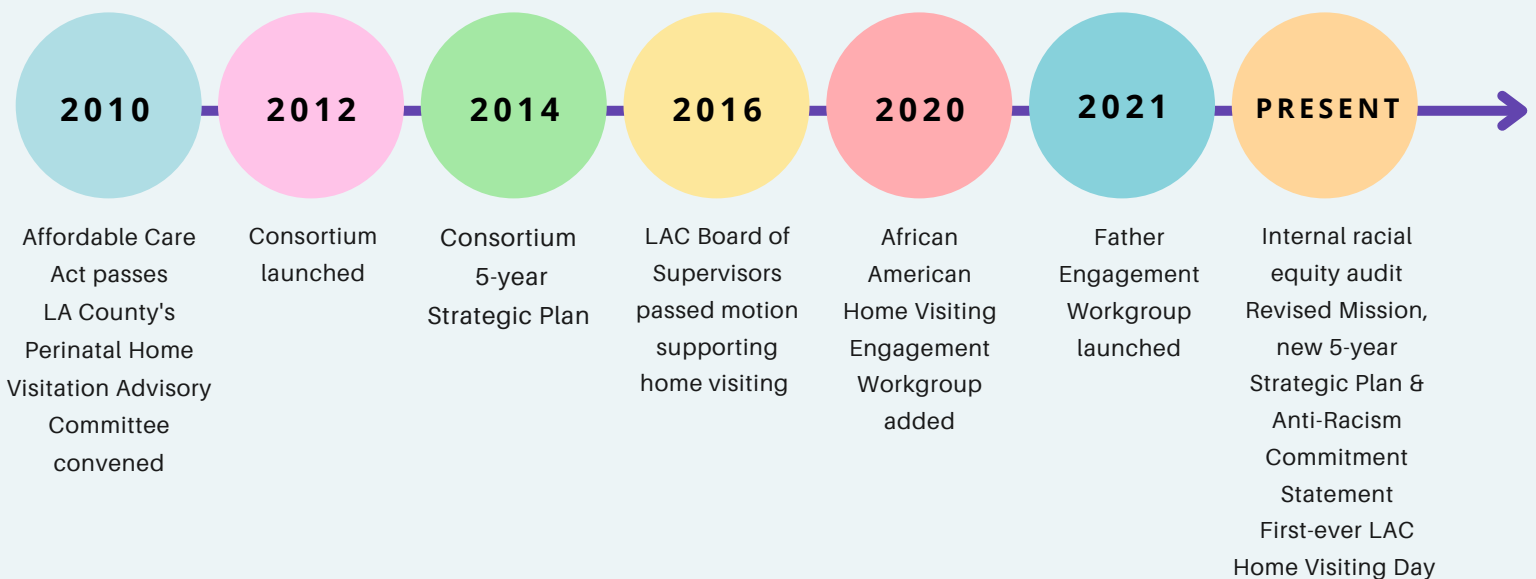 2010
Affordable Care
Act passes
LA County's
Perinatal Home
Visitation Advisory
Committee
convened
2012
Consortium
launched
2014
Consortium
5-year
Strategic Plan
2016
LAC Board of
Supervisors
passed motion
supporting
home visiting
2020
African
American
Home Visiting
Engagement
Workgroup
added
2021
Father
Engagement
Workgroup
launched
PRESENT
Internal racial
equity audit
Revised Mission,
new 5-year
Strategic Plan &
Anti-Racism
Commitment
Statement
First-ever LAC
Home Visiting Day